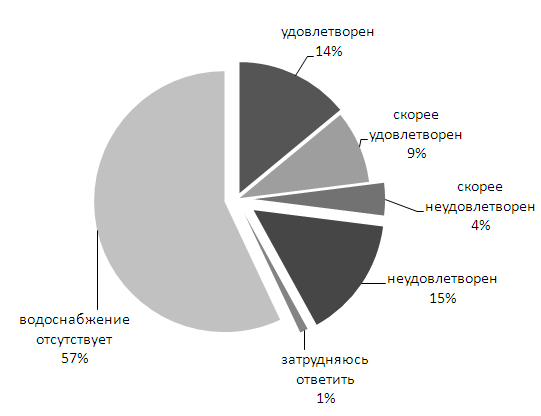 удовлетворен
14%
скорее
удовлетворен
9%
скорее
неудовлетворен
4%
неудовлетворен
15%
затрудняюсь
ответить
1%
водоснабжение
отсутствует
57%